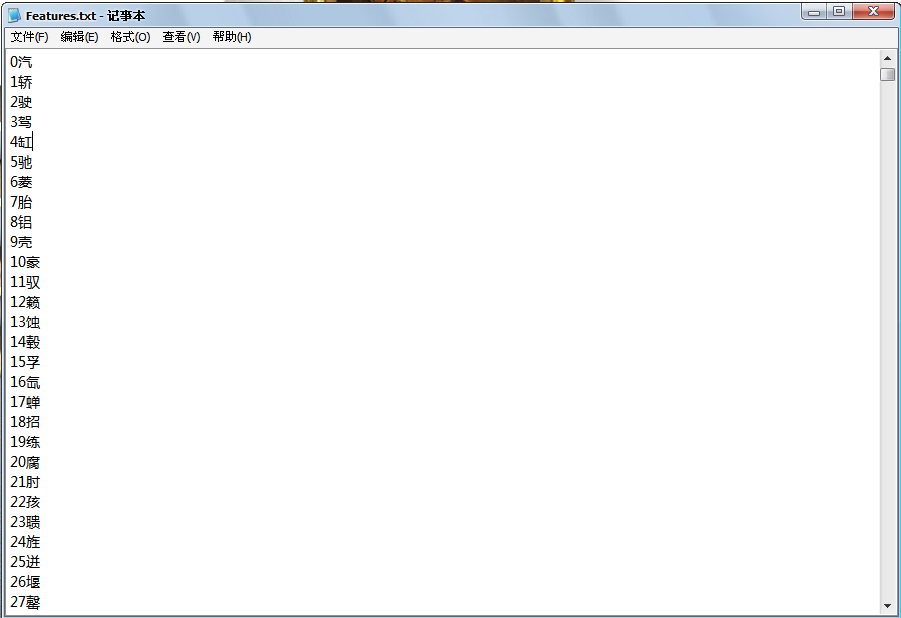 Features.txt - 记事本
文件(F) 编辑(E) 格式(O) 查看(V) 帮助(H)
0汽
1轿
2驶
3驾
4缸
5驰
6菱
7胎
8铝
9壳
10豪
11驭
12籁
13蚀
14毂
15孚
16氙
17蝉
18招
19练
20腐
21肘
22孩
23聩
24旌
25进
26堰
27罄